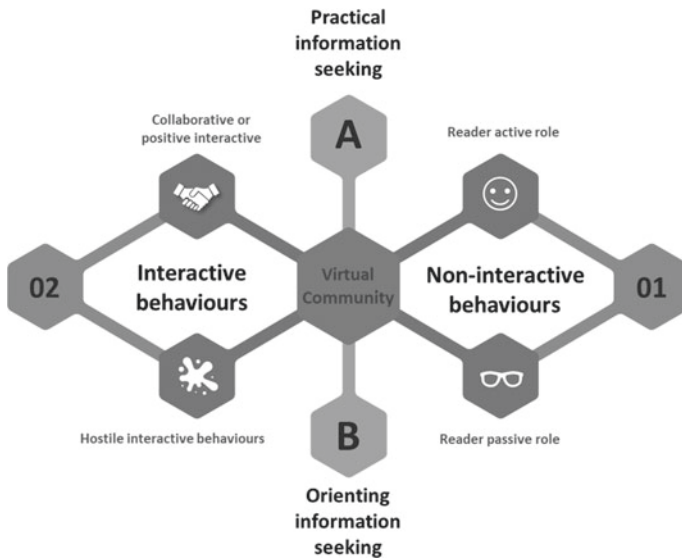 Practical
information
seeking
A
Collaborative or
positive interactive
Reader active role
02
Interactive
behaviours
Virtual
Community
Non-interactive
behaviours
01
Hostile interactive behaviours
B
Reader passive role
Orienting
information
seeking